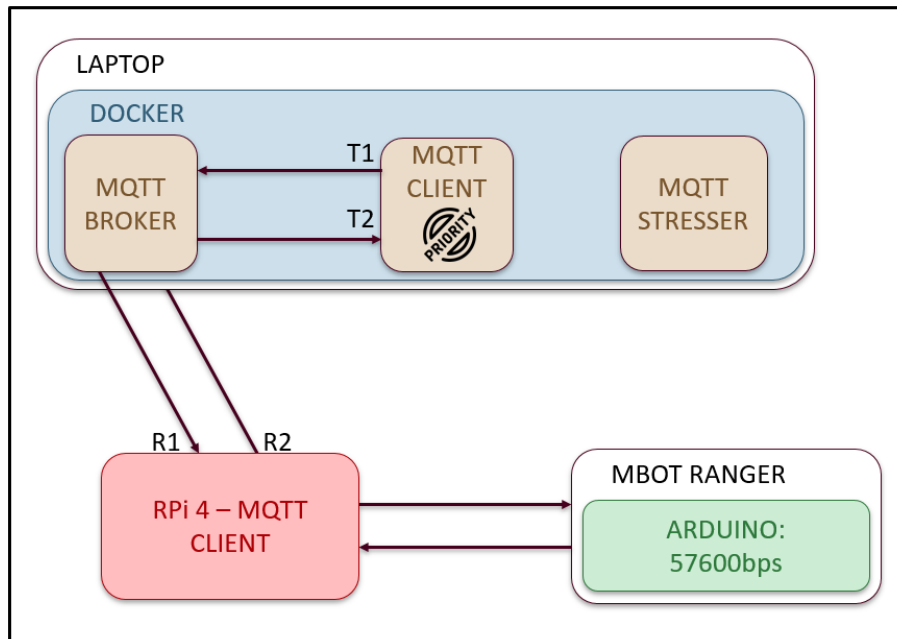 LAPTOP
DOCKER
MQTT
BROKER
T1
T2
MQTT
CLIENT
PRIORITY
MQTT
STRESSER
R1
R2
RPi 4 – MQTT
CLIENT
MBOT RANGER
ARDUINO:
57600bps